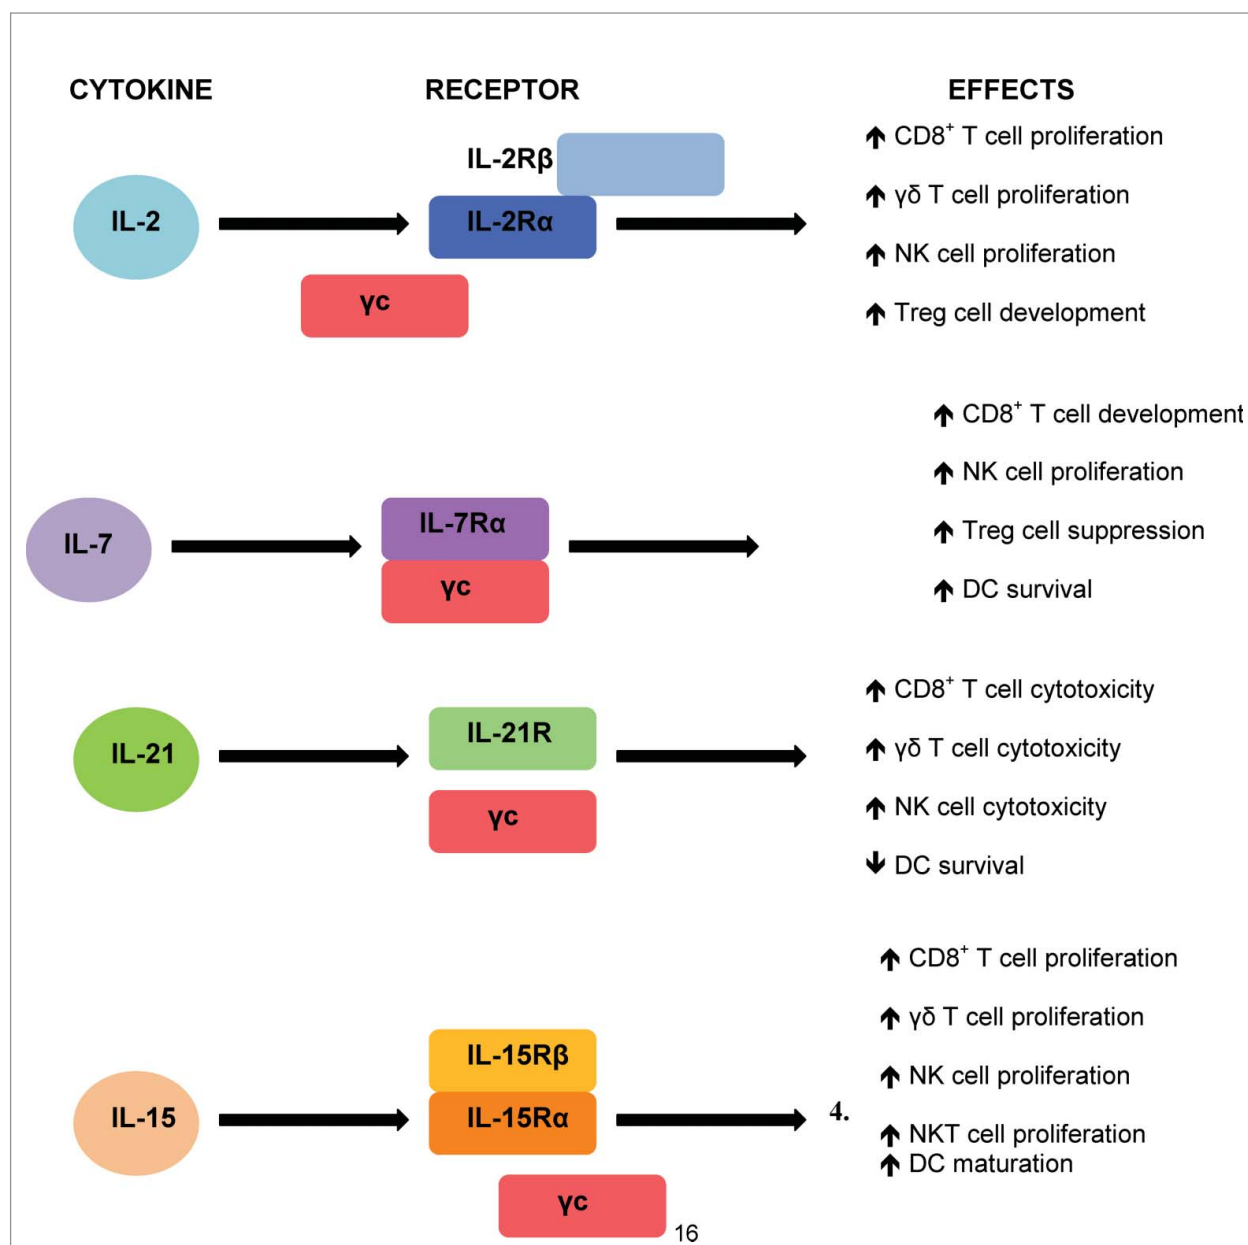 CYTOKINE RECEPTOR EFFECTS
IL-2
IL-2Rβ
IL-2Rα
γc
↑ CD8⁺ T cell proliferation
↑ γδ T cell proliferation
↑ NK cell proliferation
↑ Treg cell development
IL-7
IL-7Rα
γc
↑ CD8⁺ T cell development
↑ NK cell proliferation
↑ Treg cell suppression
↑ DC survival
IL-21
IL-21R
γc
↑ CD8⁺ T cell cytotoxicity
↑ γδ T cell cytotoxicity
↑ NK cell cytotoxicity
↓ DC survival
IL-15
IL-15Rβ
IL-15Rα
γc
4.
↑ CD8⁺ T cell proliferation
↑ γδ T cell proliferation
↑ NK cell proliferation
↑ NKT cell proliferation
↑ DC maturation
16